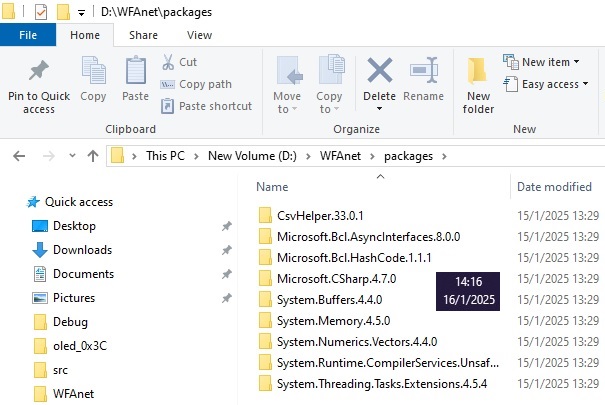 D:\WFAnet\packages
File Home Share View
Pin to Quick access
Copy
Paste
Cut
Copy path
Paste shortcut
Clipboard
Move to
Copy to
Delete
Rename
Organize
New folder
New item
Easy access
New
This PC > New Volume (D:) > WFAnet > packages
Name Date modified
Quick access
Desktop
Downloads
Documents
Pictures
Debug
oled_0x3C
src
WFAnet
CsvHelper.33.0.1 15/1/2025 13:29
Microsoft.Bcl.AsyncInterfaces.8.0.0 15/1/2025 13:29
Microsoft.Bcl.HashCode.1.1.1 15/1/2025 13:29
Microsoft.CSharp.4.7.0 15/1/2025 13:29
System.Buffers.4.4.0 15/1/2025 13:29
System.Memory.4.5.0 15/1/2025 13:29
System.Numerics.Vectors.4.4.0 15/1/2025 13:29
System.Runtime.CompilerServices.Unsaf... 15/1/2025 13:29
System.Threading.Tasks.Extensions.4.5.4 15/1/2025 13:29
14:16
16/1/2025